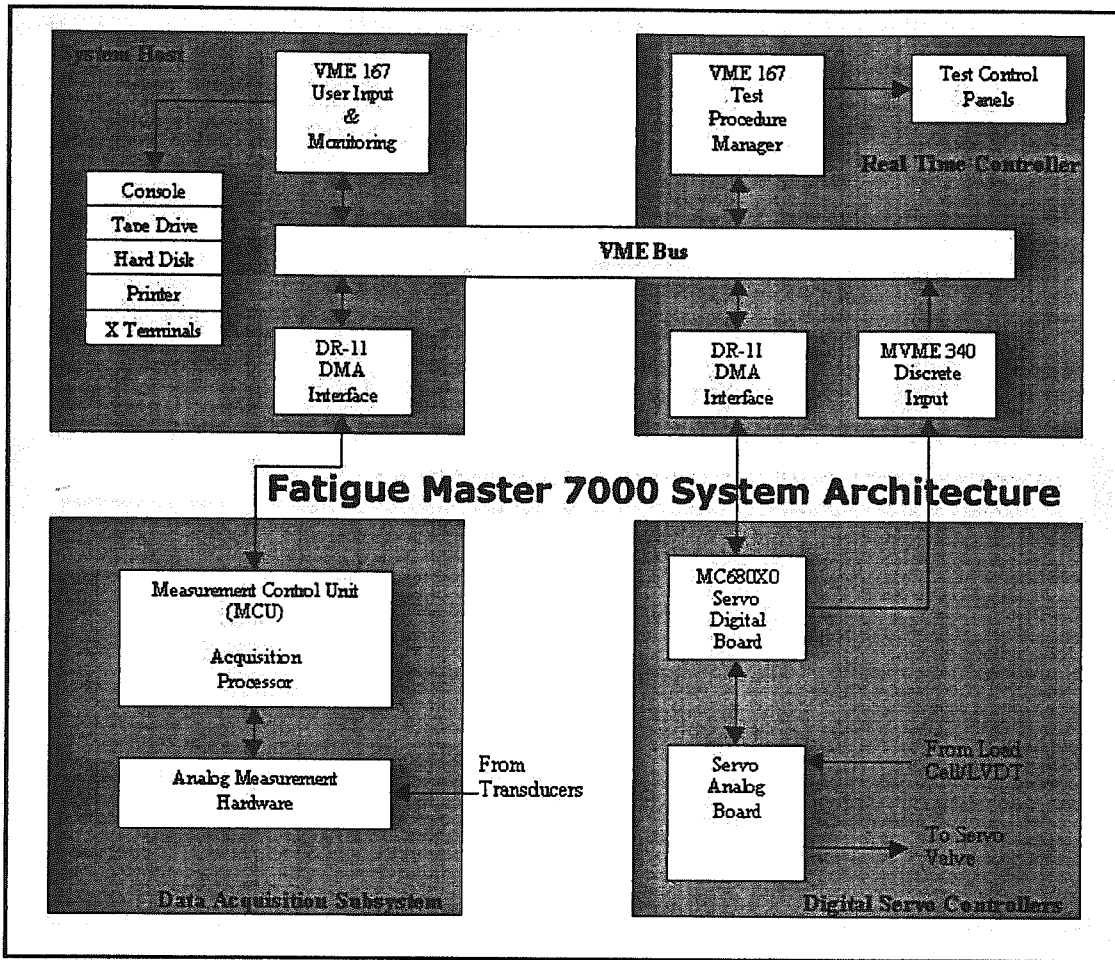 System Host
VME 167
User Input
&
Monitoring
Console
Tape Drive
Hard Disk
Printer
X Terminals
VME 167
Test
Procedure
Manager
Test Control
Panels
Real Time Controller
VME Bus
DR-11
DMA
Interface
DR-11
DMA
Interface
MVME 340
Discrete
Input
Fatigue Master 7000 System Architecture
Measurement Control Unit
(MCU)
Acquisition
Processor
Analog Measurement
Hardware
From
Transducers
Data Acquisition Subsystem
MC680X0
Servo
Digital
Board
Servo
Analog
Board
From Load
Cell/LVDT
To Servo
Valve
Digital Servo Controllers